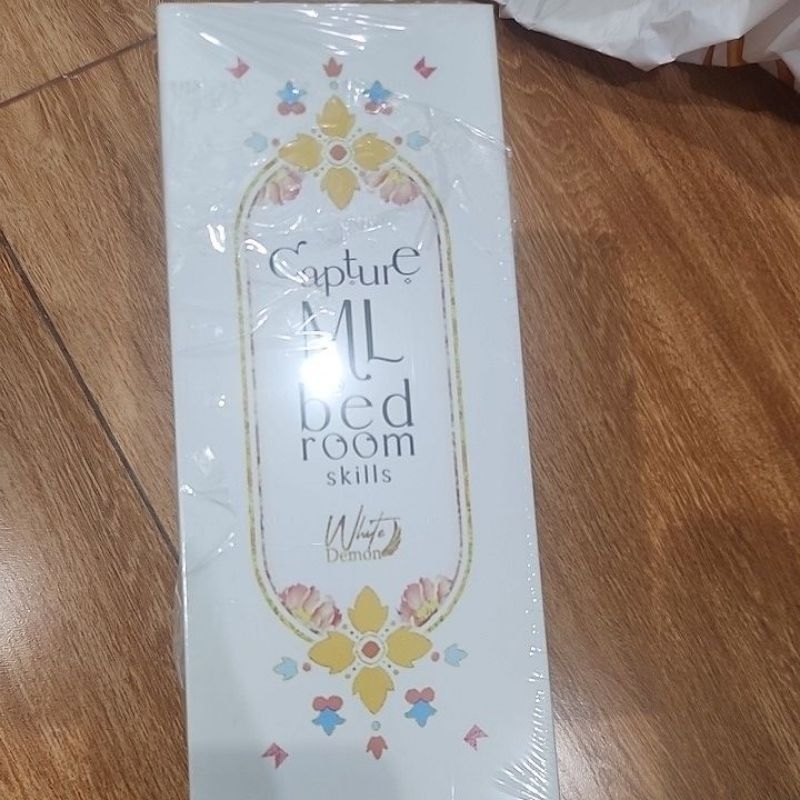 Capture
ML
bed
room
skills
White
Demon